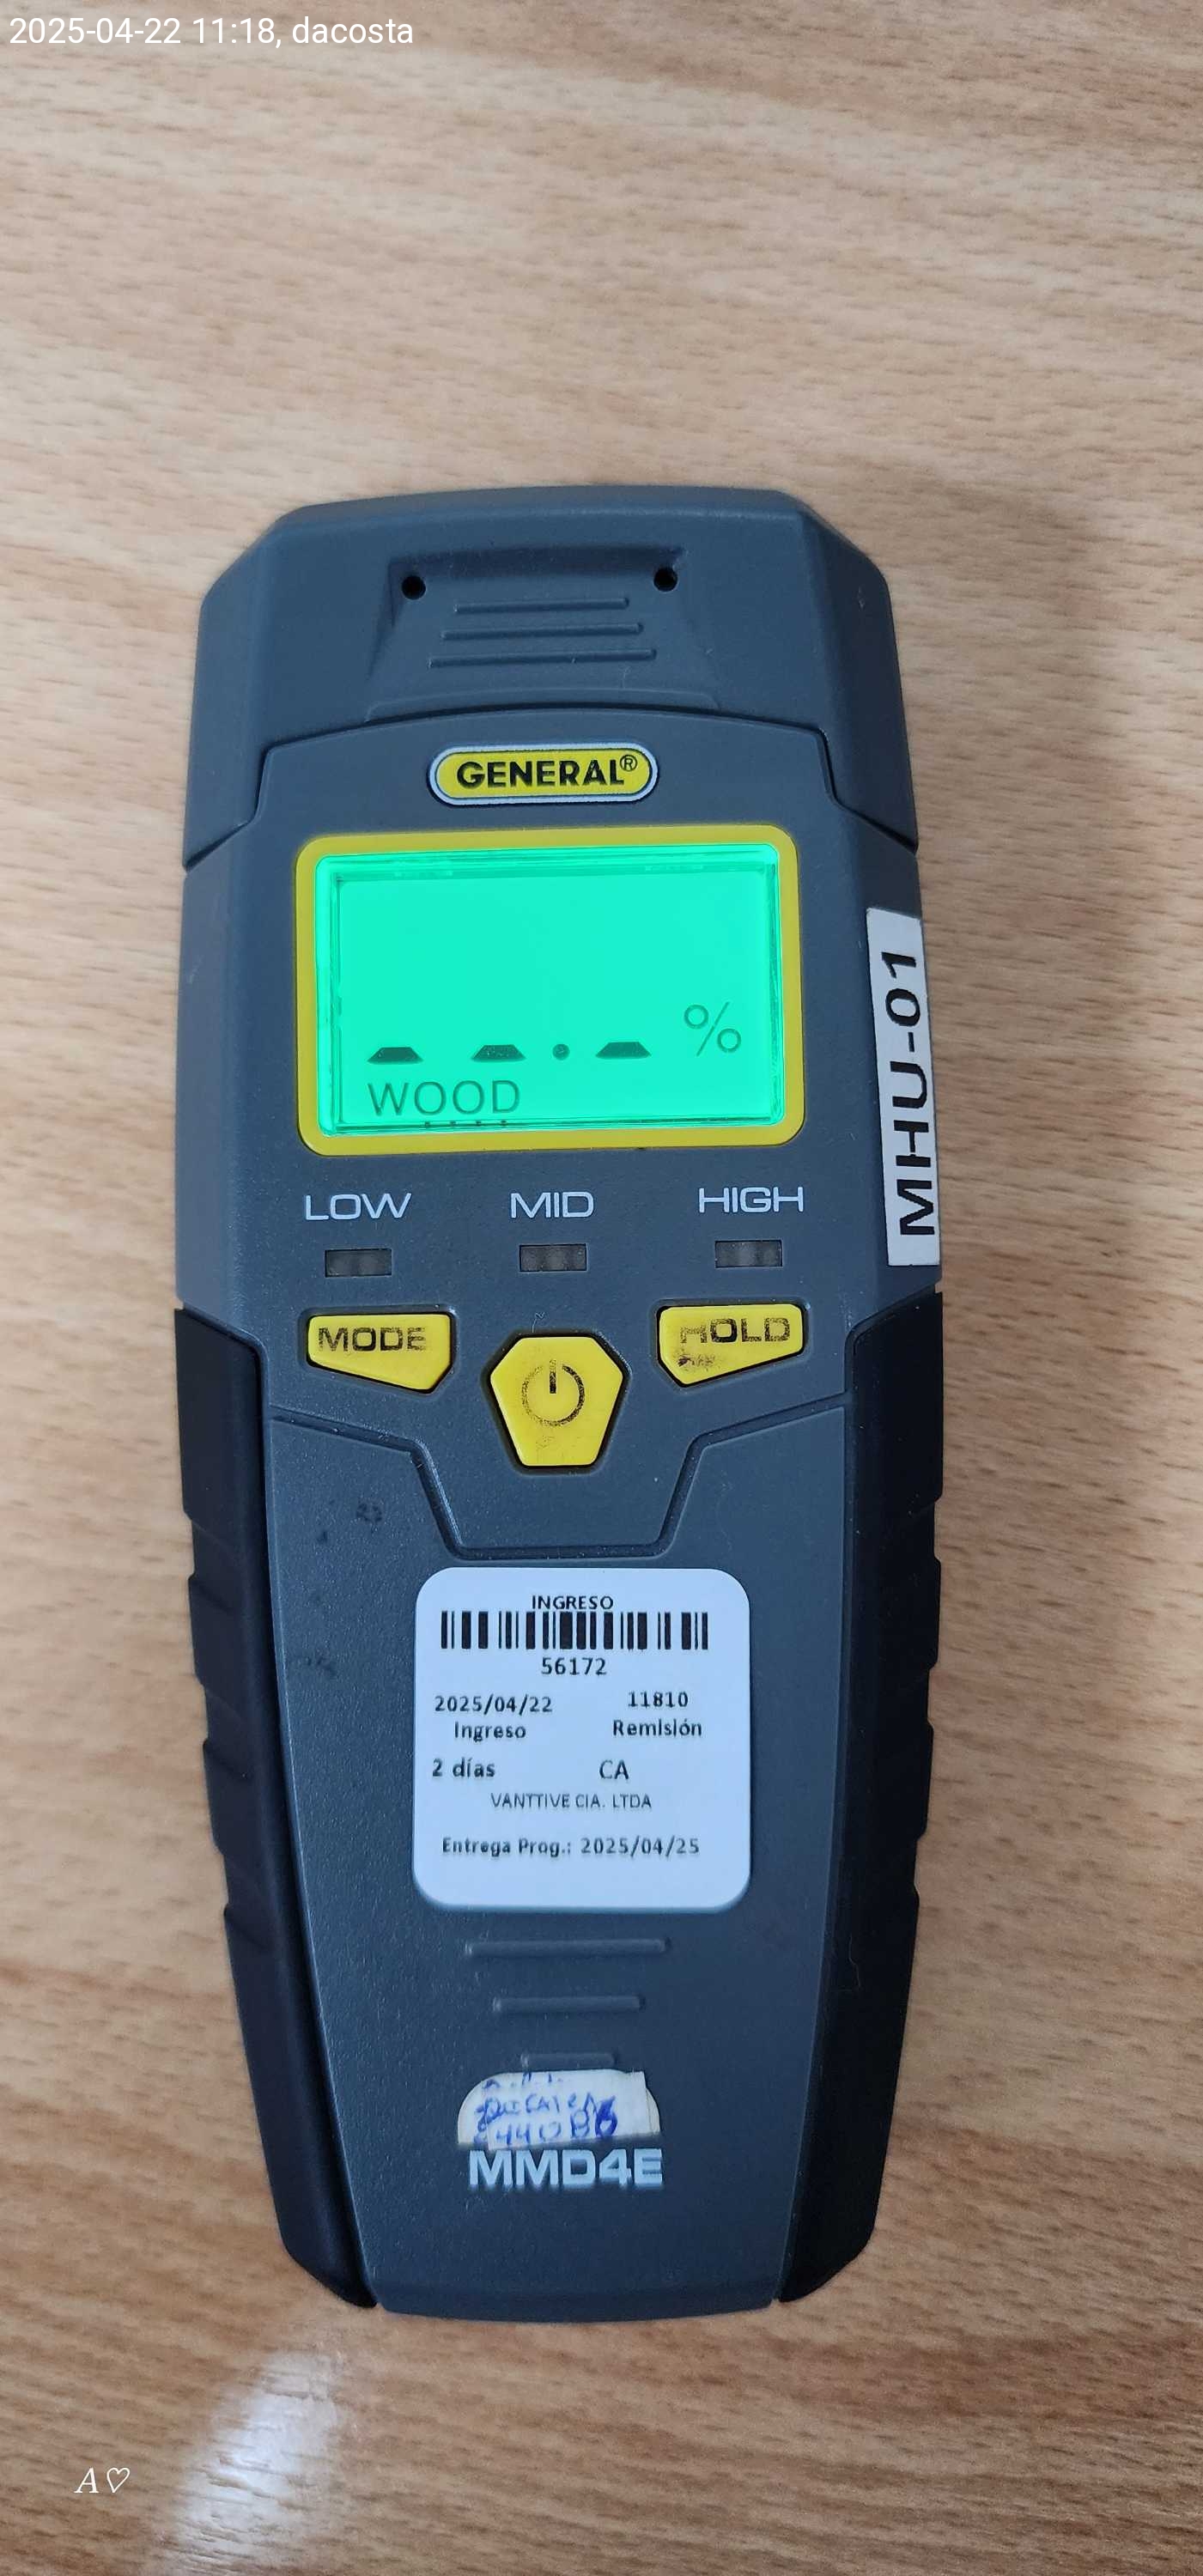 2025-04-22 11:18, dacosta
GENERAL®
_ _._ %
WOOD
MHU-01
LOW MID HIGH
MODE HOLD
INGRESO
56172
2025/04/22 11810
Ingreso Remisión
2 días CA
VANTTIVE CIA. LTDA
Entrega Prog.: 2025/04/25
MMD4E
A♡